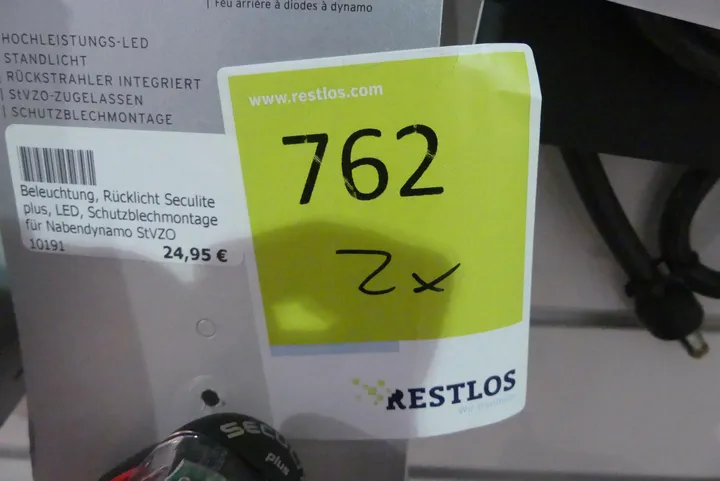 | Feu arrière à diodes à dynamo
HOCHLEISTUNGS-LED
STANDLICHT
| RÜCKSTRAHLER INTEGRIERT
| StVZO-ZUGELASSEN
| SCHUTZBLECHMONTAGE
Beleuchtung, Rücklicht Seculite
plus, LED, Schutzblechmontage
für Nabendynamo StVZO
10191
24,95 €
www.restlos.com
762
2x
RESTLOS
plus